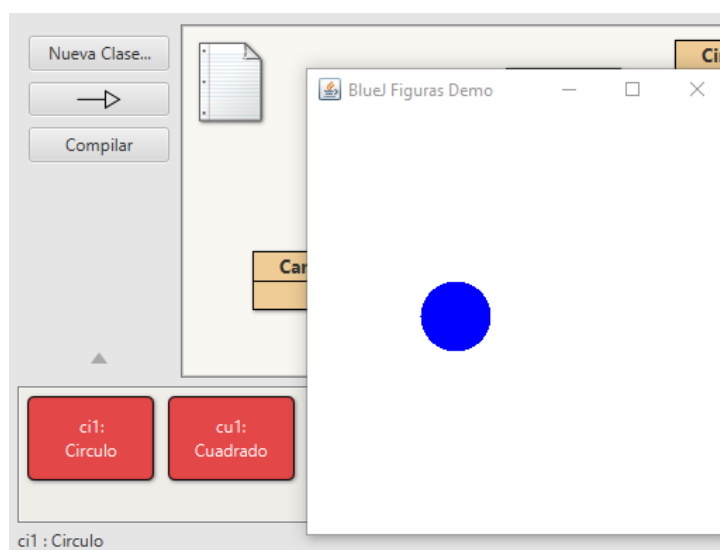 Nueva Clase...
Compilar
BlueJ Figuras Demo
ci1:
Circulo
cu1:
Cuadrado
ci1 : Circulo